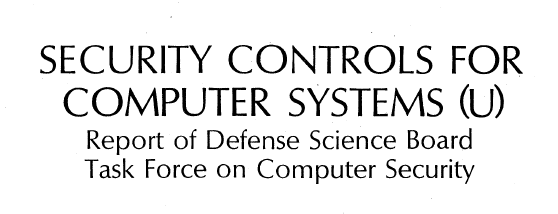 SECURITY CONTROLS FOR
COMPUTER SYSTEMS (U)
Report of Defense Science Board
Task Force on Computer Security